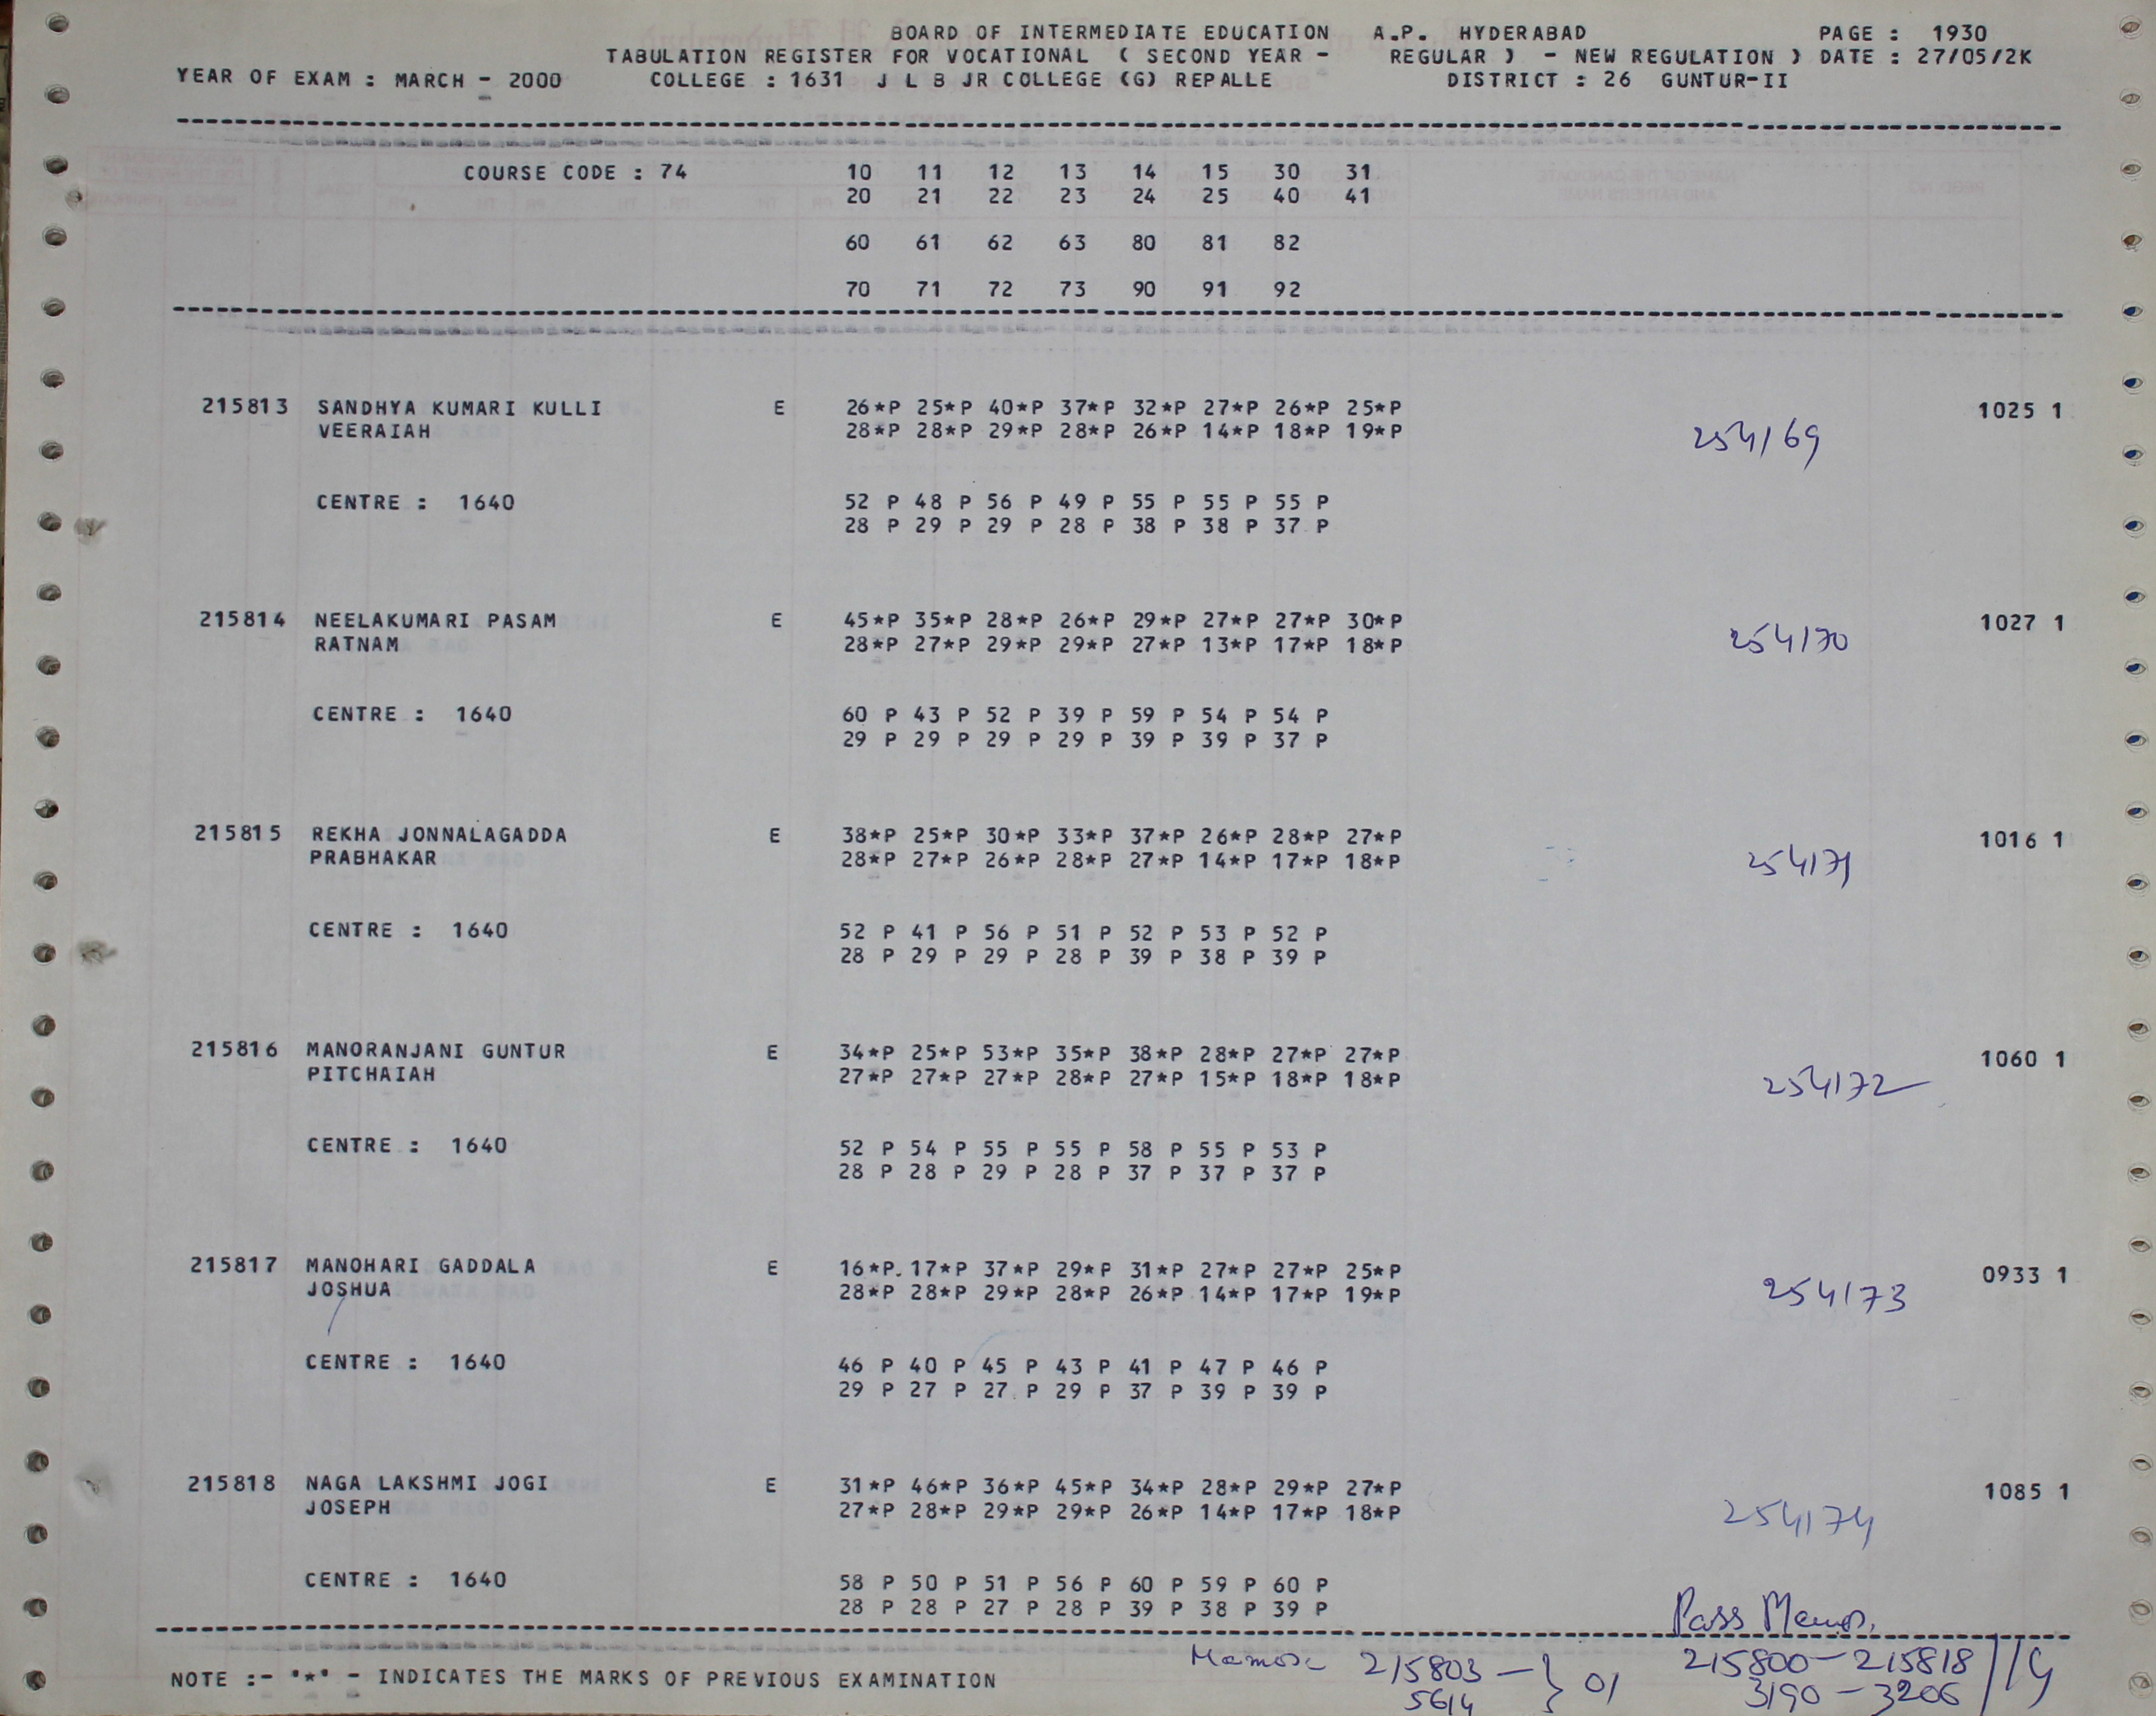 BOARD OF INTERMEDIATE EDUCATION A.P. HYDERABAD PAGE : 1930
TABULATION REGISTER FOR VOCATIONAL ( SECOND YEAR - REGULAR ) - NEW REGULATION ) DATE : 27/05/2K
YEAR OF EXAM : MARCH - 2000 COLLEGE : 1631 J L B JR COLLEGE (G) REPALLE DISTRICT : 26 GUNTUR-II
COURSE CODE : 74 10 11 12 13 14 15 30 31
20 21 22 23 24 25 40 41
60 61 62 63 80 81 82
70 71 72 73 90 91 92
215813 SANDHYA KUMARI KULLI E 26*P 25*P 40*P 37*P 32*P 27*P 26*P 25*P 1025 1
VEERAIAH 28*P 28*P 29*P 28*P 26*P 14*P 18*P 19*P 254169
CENTRE : 1640 52 P 48 P 56 P 49 P 55 P 55 P 55 P
28 P 29 P 29 P 28 P 38 P 38 P 37 P
215814 NEELAKUMARI PASAM E 45*P 35*P 28*P 26*P 29*P 27*P 27*P 30*P 1027 1
RATNAM 28*P 27*P 29*P 29*P 27*P 13*P 17*P 18*P 254170
CENTRE : 1640 60 P 43 P 52 P 39 P 59 P 54 P 54 P
29 P 29 P 29 P 29 P 39 P 39 P 37 P
215815 REKHA JONNALAGADDA E 38*P 25*P 30*P 33*P 37*P 26*P 28*P 27*P 1016 1
PRABHAKAR 28*P 27*P 26*P 28*P 27*P 14*P 17*P 18*P 254171
CENTRE : 1640 52 P 41 P 56 P 51 P 52 P 53 P 52 P
28 P 29 P 29 P 28 P 39 P 38 P 39 P
215816 MANORANJANI GUNTUR E 34*P 25*P 53*P 35*P 38*P 28*P 27*P 27*P 1060 1
PITCHAIAH 27*P 27*P 27*P 28*P 27*P 15*P 18*P 18*P 254172
CENTRE : 1640 52 P 54 P 55 P 55 P 58 P 55 P 53 P
28 P 28 P 29 P 28 P 37 P 37 P 37 P
215817 MANOHARI GADDALA E 16*P 17*P 37*P 29*P 31*P 27*P 27*P 25*P 0933 1
JOSHUA 28*P 28*P 29*P 28*P 26*P 14*P 17*P 19*P 254173
CENTRE : 1640 46 P 40 P 45 P 43 P 41 P 47 P 46 P
29 P 27 P 27 P 29 P 37 P 39 P 39 P
215818 NAGA LAKSHMI JOGI E 31*P 46*P 36*P 45*P 34*P 28*P 29*P 27*P 1085 1
JOSEPH 27*P 28*P 29*P 29*P 26*P 14*P 17*P 18*P 254174
CENTRE : 1640 58 P 50 P 51 P 56 P 60 P 59 P 60 P
28 P 28 P 27 P 28 P 39 P 38 P 39 P
Pass Memos.
215803 — } 01 215800 — 215818
5614 3190 — 3206
NOTE :- '*' - INDICATES THE MARKS OF PREVIOUS EXAMINATION